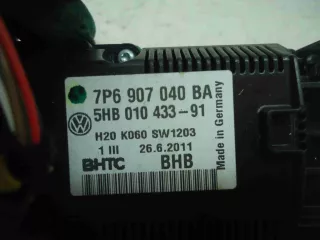 7P6 907 040 BA
5HB 010 433-91
H20 K060 SW1203
1 III 26.6.2011
BHTC BHB
Made in Germany